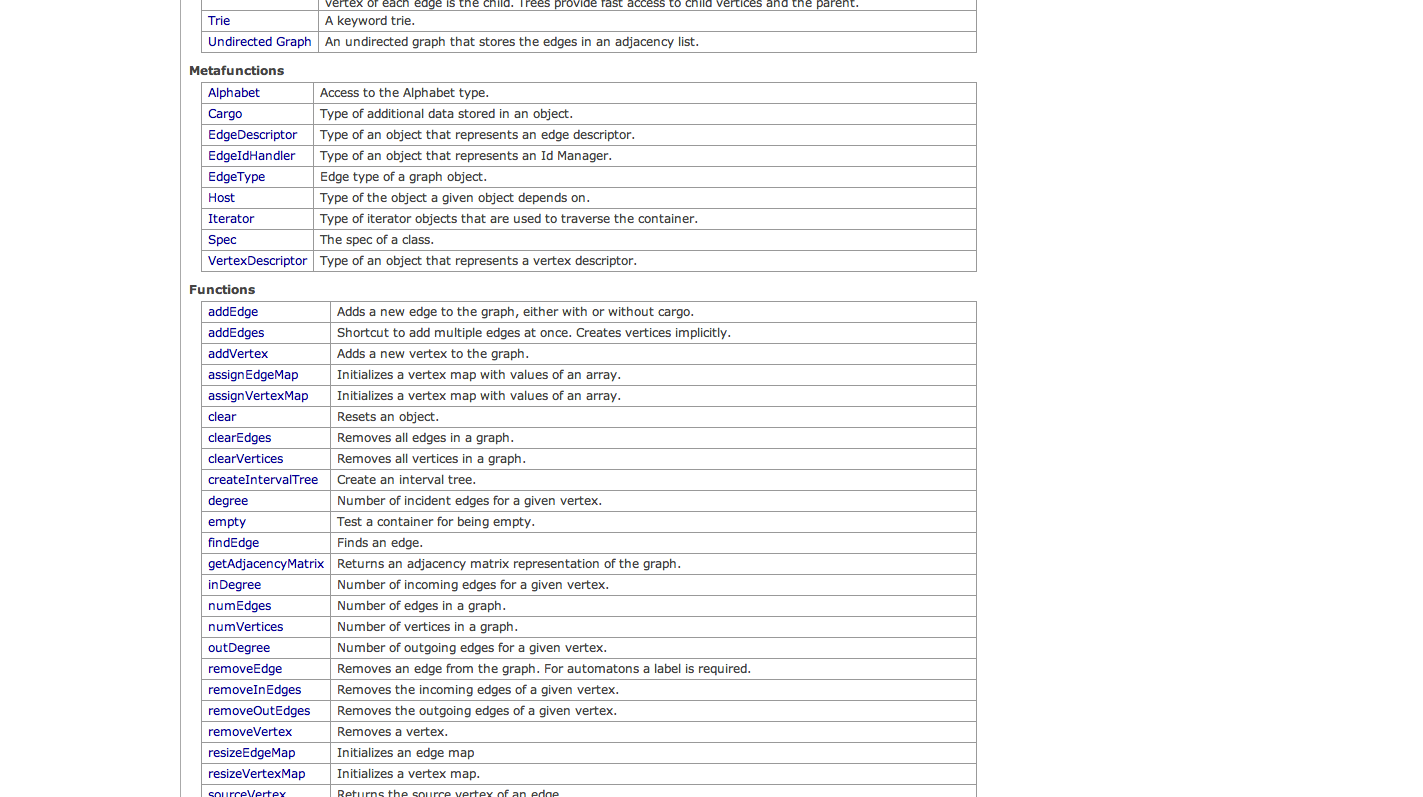 vertex of each edge is the child. Trees provide fast access to child vertices and the parent.
Trie A keyword trie.
Undirected Graph An undirected graph that stores the edges in an adjacency list.
Metafunctions
Alphabet Access to the Alphabet type.
Cargo Type of additional data stored in an object.
EdgeDescriptor Type of an object that represents an edge descriptor.
EdgeIdHandler Type of an object that represents an Id Manager.
EdgeType Edge type of a graph object.
Host Type of the object a given object depends on.
Iterator Type of iterator objects that are used to traverse the container.
Spec The spec of a class.
VertexDescriptor Type of an object that represents a vertex descriptor.
Functions
addEdge Adds a new edge to the graph, either with or without cargo.
addEdges Shortcut to add multiple edges at once. Creates vertices implicitly.
addVertex Adds a new vertex to the graph.
assignEdgeMap Initializes a vertex map with values of an array.
assignVertexMap Initializes a vertex map with values of an array.
clear Resets an object.
clearEdges Removes all edges in a graph.
clearVertices Removes all vertices in a graph.
createIntervalTree Create an interval tree.
degree Number of incident edges for a given vertex.
empty Test a container for being empty.
findEdge Finds an edge.
getAdjacencyMatrix Returns an adjacency matrix representation of the graph.
inDegree Number of incoming edges for a given vertex.
numEdges Number of edges in a graph.
numVertices Number of vertices in a graph.
outDegree Number of outgoing edges for a given vertex.
removeEdge Removes an edge from the graph. For automatons a label is required.
removeInEdges Removes the incoming edges of a given vertex.
removeOutEdges Removes the outgoing edges of a given vertex.
removeVertex Removes a vertex.
resizeEdgeMap Initializes an edge map
resizeVertexMap Initializes a vertex map.
sourceVertex Returns the source vertex of an edge